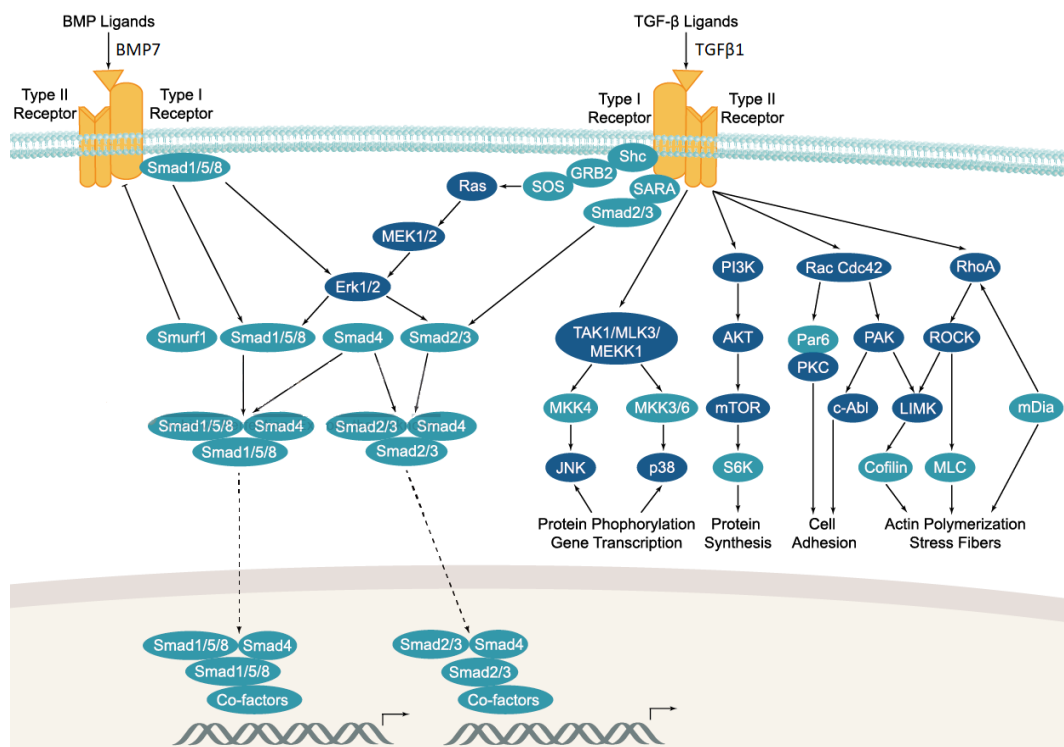 BMP Ligands
BMP7
Type II
Receptor
Type I
Receptor
TGF-β Ligands
TGFβ1
Type I
Receptor
Type II
Receptor
Smad1/5/8
Shc
GRB2
SOS
Ras
SARA
Smad2/3
MEK1/2
Erk1/2
PI3K
Rac Cdc42
RhoA
Smurf1
Smad1/5/8
Smad4
Smad2/3
TAK1/MLK3/
MEKK1
AKT
Par6
PKC
PAK
ROCK
MKK4
MKK3/6
mTOR
c-Abl
LIMK
mDia
Smad1/5/8
Smad4
Smad1/5/8
Smad2/3
Smad4
Smad2/3
JNK
p38
S6K
Cofilin
MLC
Protein Phophorylation
Gene Transcription
Protein
Synthesis
Cell
Adhesion
Actin Polymerization
Stress Fibers
Smad1/5/8
Smad4
Smad1/5/8
Co-factors
Smad2/3
Smad4
Smad2/3
Co-factors